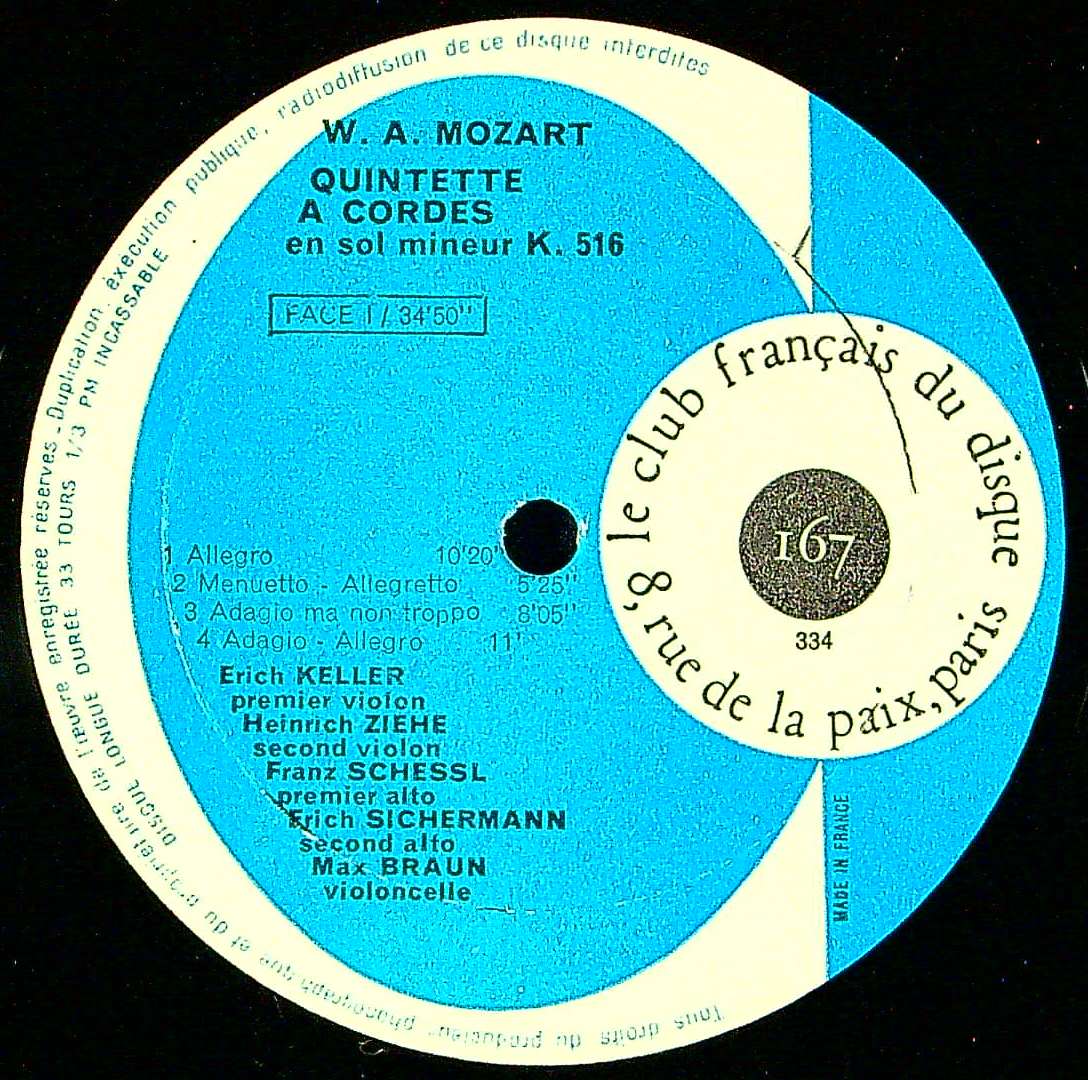 W. A. MOZART
QUINTETTE
A CORDES
en sol mineur K. 516
FACE I / 34'50''
1 Allegro 10'20''
2 Menuetto - Allegretto 5'25''
3 Adagio ma non troppo 8'05''
4 Adagio - Allegro 11'
Erich KELLER
premier violon
Heinrich ZIEHE
second violon
Franz SCHESSL
premier alto
Erich SICHERMANN
second alto
Max BRAUN
violoncelle
le club français du disque
8, rue de la paix, paris
167
334
MADE IN FRANCE
Tous droits du producteur phonographique et du propriétaire de l'œuvre enregistrée réservés - Duplication, éxecution publique, radiodiffusion de ce disque interdites
LONGUE DURÉE 33 TOURS 1/3 PM INCASSABLE